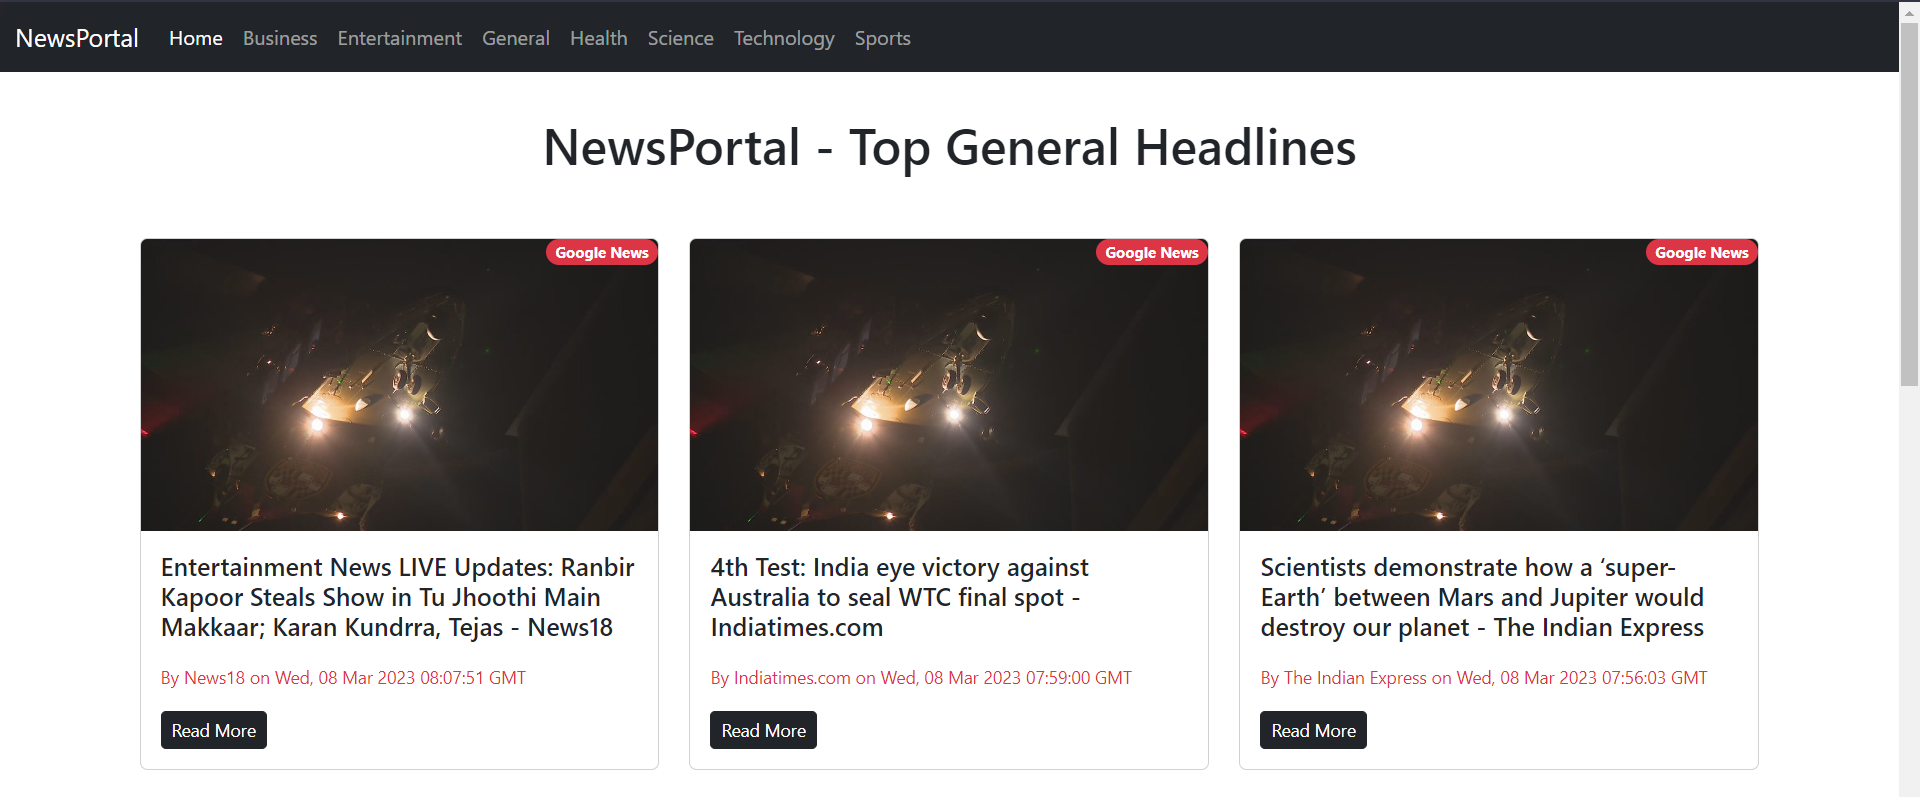 NewsPortal Home Business Entertainment General Health Science Technology Sports
NewsPortal - Top General Headlines
Google News
Entertainment News LIVE Updates: Ranbir
Kapoor Steals Show in Tu Jhoothi Main
Makkaar; Karan Kundrra, Tejas - News18
By News18 on Wed, 08 Mar 2023 08:07:51 GMT
Read More
Google News
4th Test: India eye victory against
Australia to seal WTC final spot -
Indiatimes.com
By Indiatimes.com on Wed, 08 Mar 2023 07:59:00 GMT
Read More
Google News
Scientists demonstrate how a ‘super-
Earth’ between Mars and Jupiter would
destroy our planet - The Indian Express
By The Indian Express on Wed, 08 Mar 2023 07:56:03 GMT
Read More